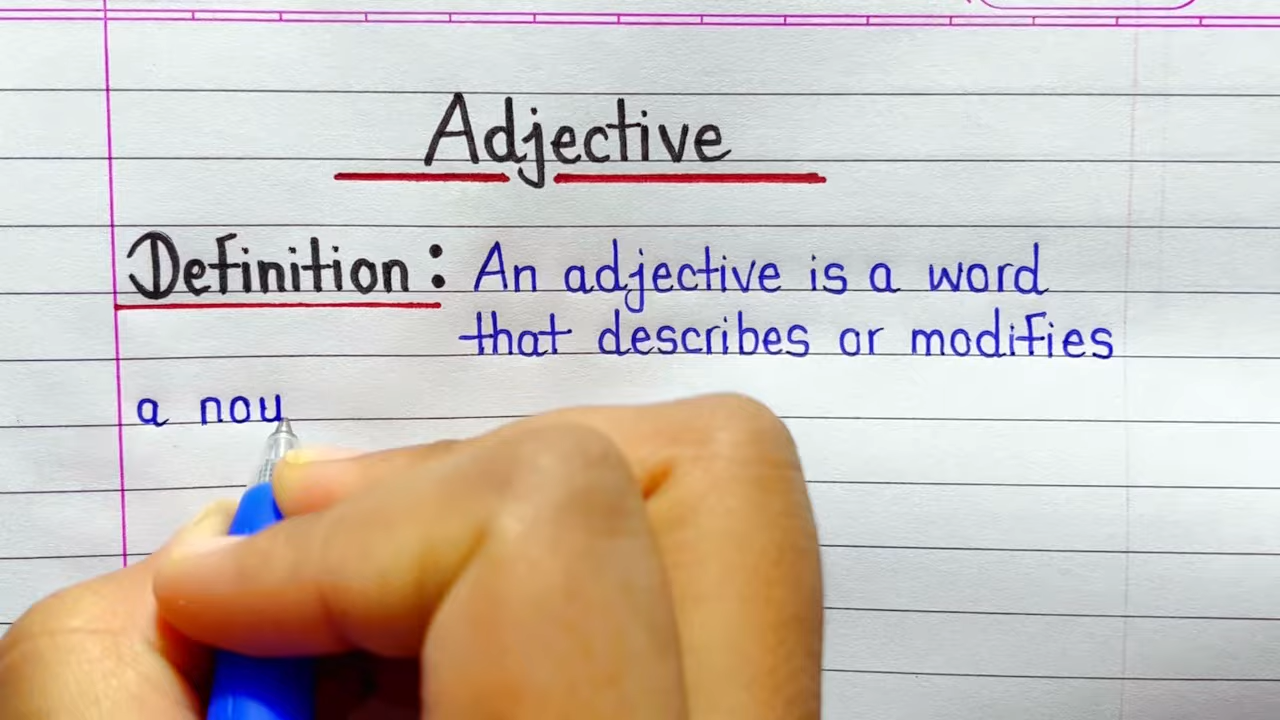 Adjective
Definition: An adjective is a word
that describes or modifies
a nou